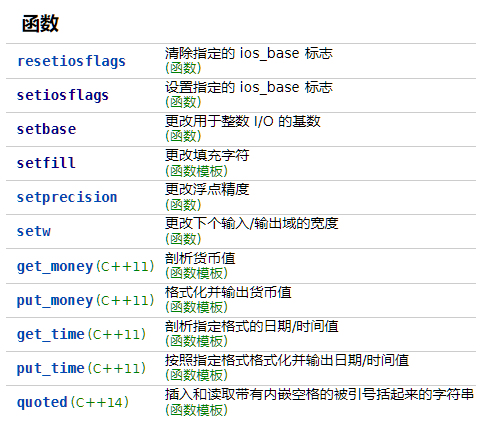 函数
resetiosflags 清除指定的 ios_base 标志
(函数)
setiosflags 设置指定的 ios_base 标志
(函数)
setbase 更改用于整数 I/O 的基数
(函数)
setfill 更改填充字符
(函数模板)
setprecision 更改浮点精度
(函数)
setw 更改下个输入/输出域的宽度
(函数)
get_money(C++11) 剖析货币值
(函数模板)
put_money(C++11) 格式化并输出货币值
(函数模板)
get_time(C++11) 剖析指定格式的日期/时间值
(函数模板)
put_time(C++11) 按照指定格式格式化并输出日期/时间值
(函数模板)
quoted(C++14) 插入和读取带有内嵌空格的被引号括起来的字符串
(函数模板)